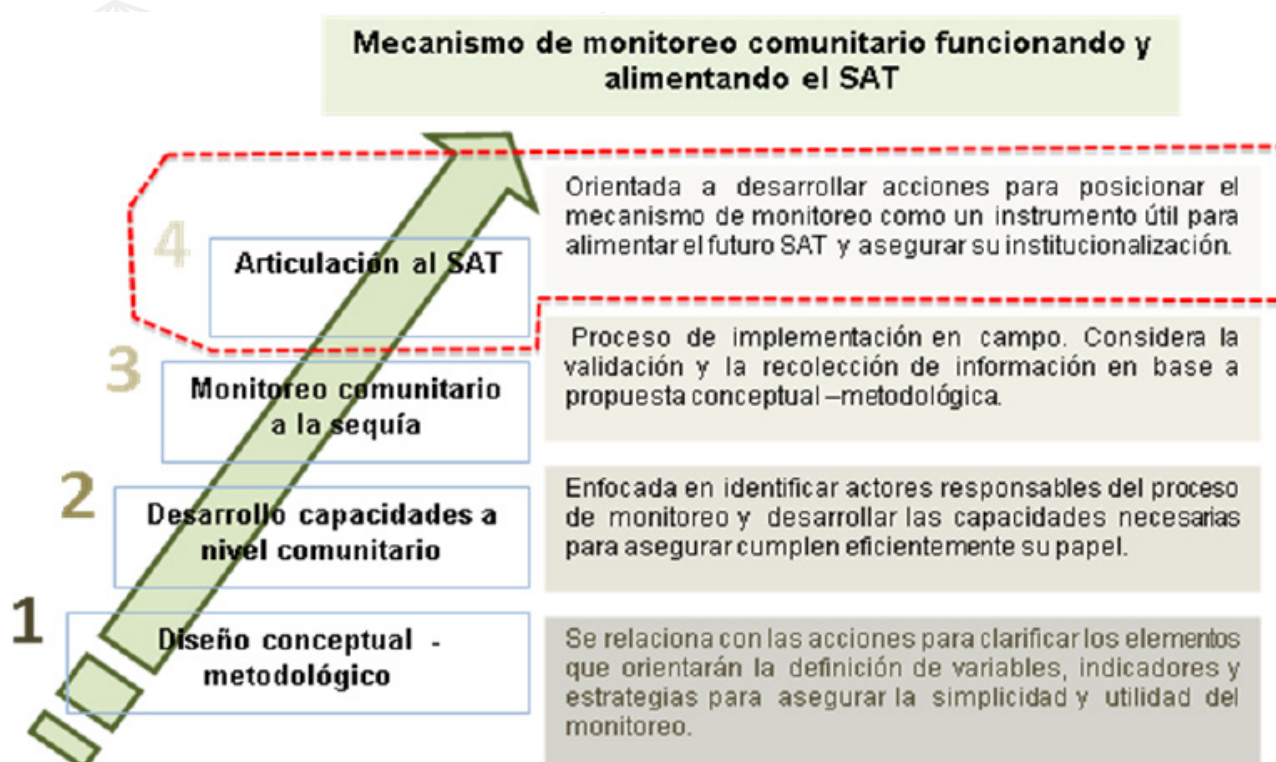 Mecanismo de monitoreo comunitario funcionando y
alimentando el SAT
4
Articulación al SAT
Orientada a desarrollar acciones para posicionar el
mecanismo de monitoreo como un instrumento útil para
alimentar el futuro SAT y asegurar su institucionalización.
3
Monitoreo comunitario
a la sequía
Proceso de implementación en campo. Considera la
validación y la recolección de información en base a
propuesta conceptual –metodológica.
2
Desarrollo capacidades a
nivel comunitario
Enfocada en identificar actores responsables del proceso
de monitoreo y desarrollar las capacidades necesarias
para asegurar cumplen eficientemente su papel.
1
Diseño conceptual -
metodológico
Se relaciona con las acciones para clarificar los elementos
que orientarán la definición de variables, indicadores y
estrategias para asegurar la simplicidad y utilidad del
monitoreo.